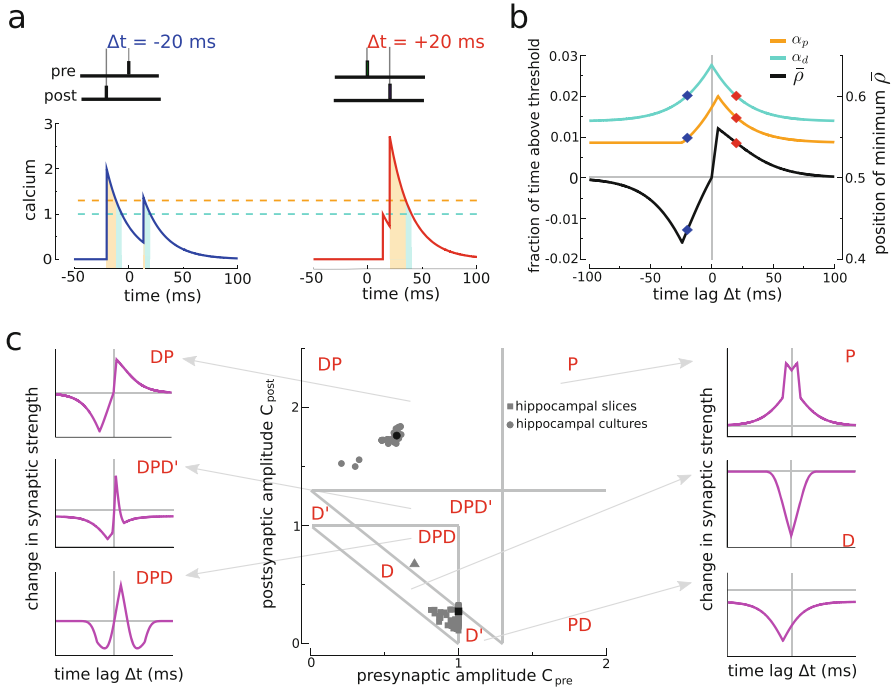 a
Δt = -20 ms
Δt = +20 ms
pre
post
calcium
3
2
1
0
-50 0 50 100
time (ms)
-50 0 50 100
time (ms)
b
αp
αd
ρ̄
fraction of time above threshold
0.03
0.02
0.01
0
-0.01
-0.02
0.6
0.5
0.4
position of minimum ρ̄
-100 -50 0 50 100
time lag Δt (ms)
c
change in synaptic strength
DP
DPD'
DPD
time lag Δt (ms)
postsynaptic amplitude Cpost
2
1
0
DP
P
hippocampal slices
hippocampal cultures
D'
DPD'
DPD
D
D'
PD
0 1 2
presynaptic amplitude Cpre
change in synaptic strength
P
D
D'
time lag Δt (ms)